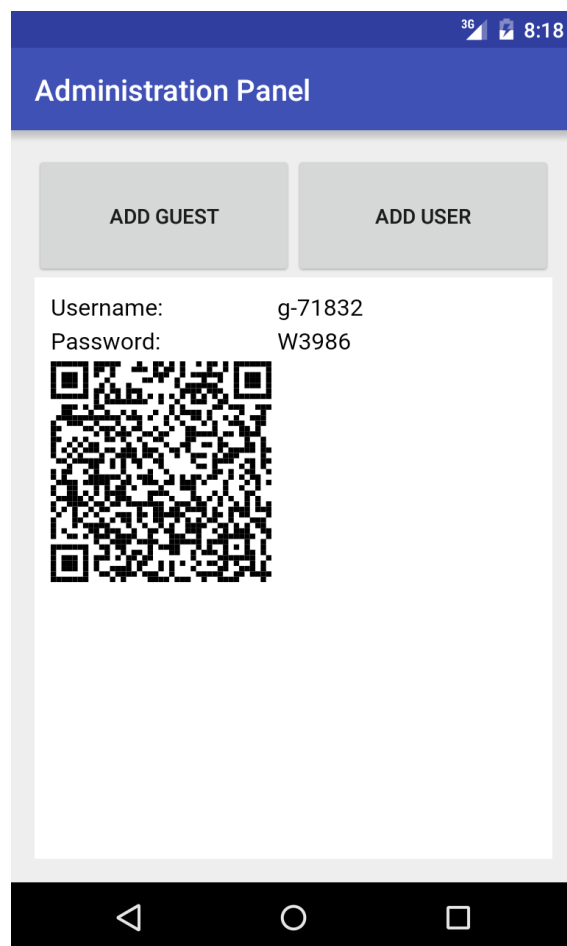 3G 8:18
Administration Panel
ADD GUEST ADD USER
Username: g-71832
Password: W3986